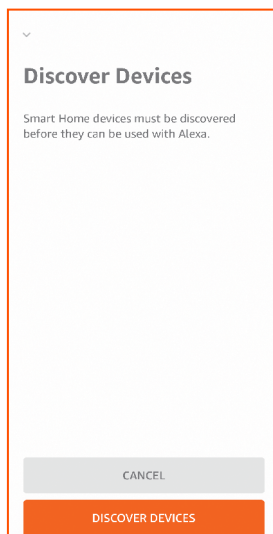 Discover Devices
Smart Home devices must be discovered
before they can be used with Alexa.
CANCEL
DISCOVER DEVICES